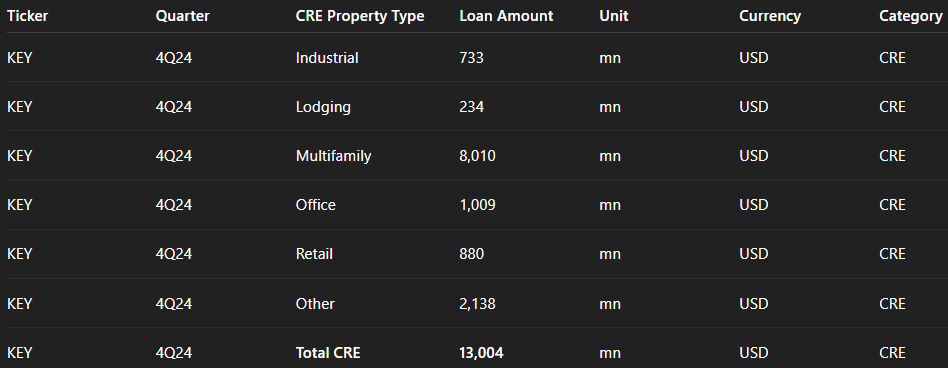 Ticker Quarter CRE Property Type Loan Amount Unit Currency Category
KEY 4Q24 Industrial 733 mn USD CRE
KEY 4Q24 Lodging 234 mn USD CRE
KEY 4Q24 Multifamily 8,010 mn USD CRE
KEY 4Q24 Office 1,009 mn USD CRE
KEY 4Q24 Retail 880 mn USD CRE
KEY 4Q24 Other 2,138 mn USD CRE
KEY 4Q24 Total CRE 13,004 mn USD CRE